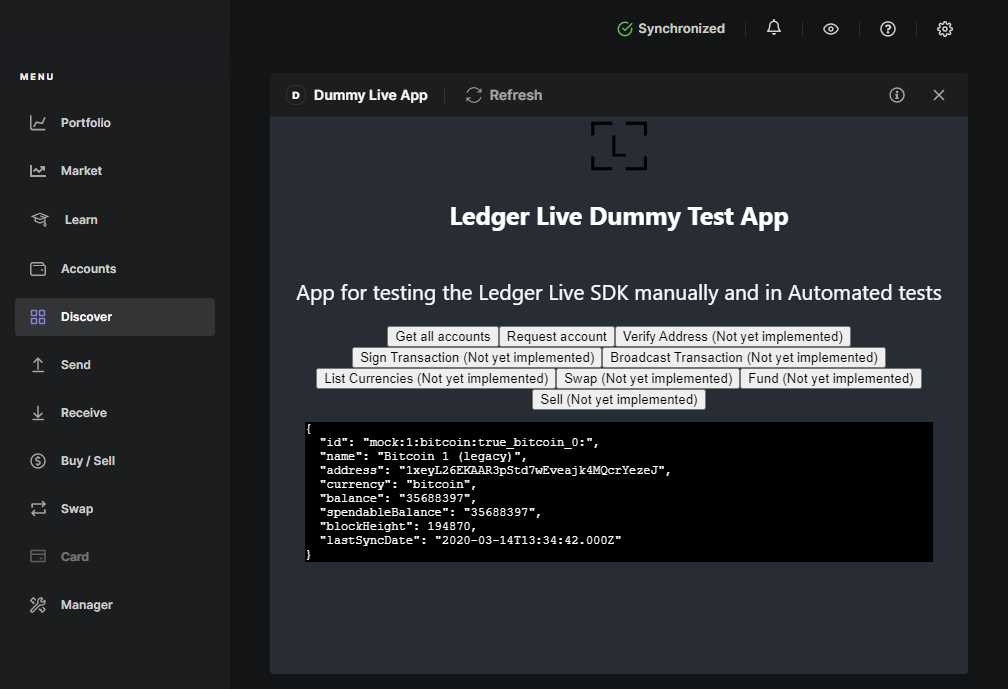 Synchronized
MENU
Portfolio
Market
Learn
Accounts
Discover
Send
Receive
Buy / Sell
Swap
Card
Manager
D Dummy Live App Refresh
L
Ledger Live Dummy Test App
App for testing the Ledger Live SDK manually and in Automated tests
Get all accounts Request account Verify Address (Not yet implemented)
Sign Transaction (Not yet implemented) Broadcast Transaction (Not yet implemented)
List Currencies (Not yet implemented) Swap (Not yet implemented) Fund (Not yet implemented)
Sell (Not yet implemented)
{
"id": "mock:1:bitcoin:true_bitcoin_0:",
"name": "Bitcoin 1 (legacy)",
"address": "1xeyL26EKAAR3pStd7wEveajk4MQcrYezeJ",
"currency": "bitcoin",
"balance": "35688397",
"spendableBalance": "35688397",
"blockHeight": 194870,
"lastSyncDate": "2020-03-14T13:34:42.000Z"
}